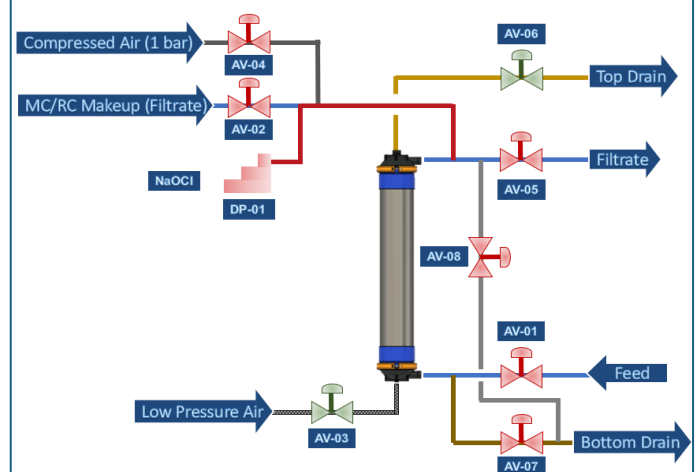 AV-06
Compressed Air (1 bar)
AV-04
Top Drain
MC/RC Makeup (Filtrate)
AV-02
Filtrate
NaOCl
AV-05
DP-01
AV-08
AV-01
Feed
Low Pressure Air
AV-03
Bottom Drain
AV-07